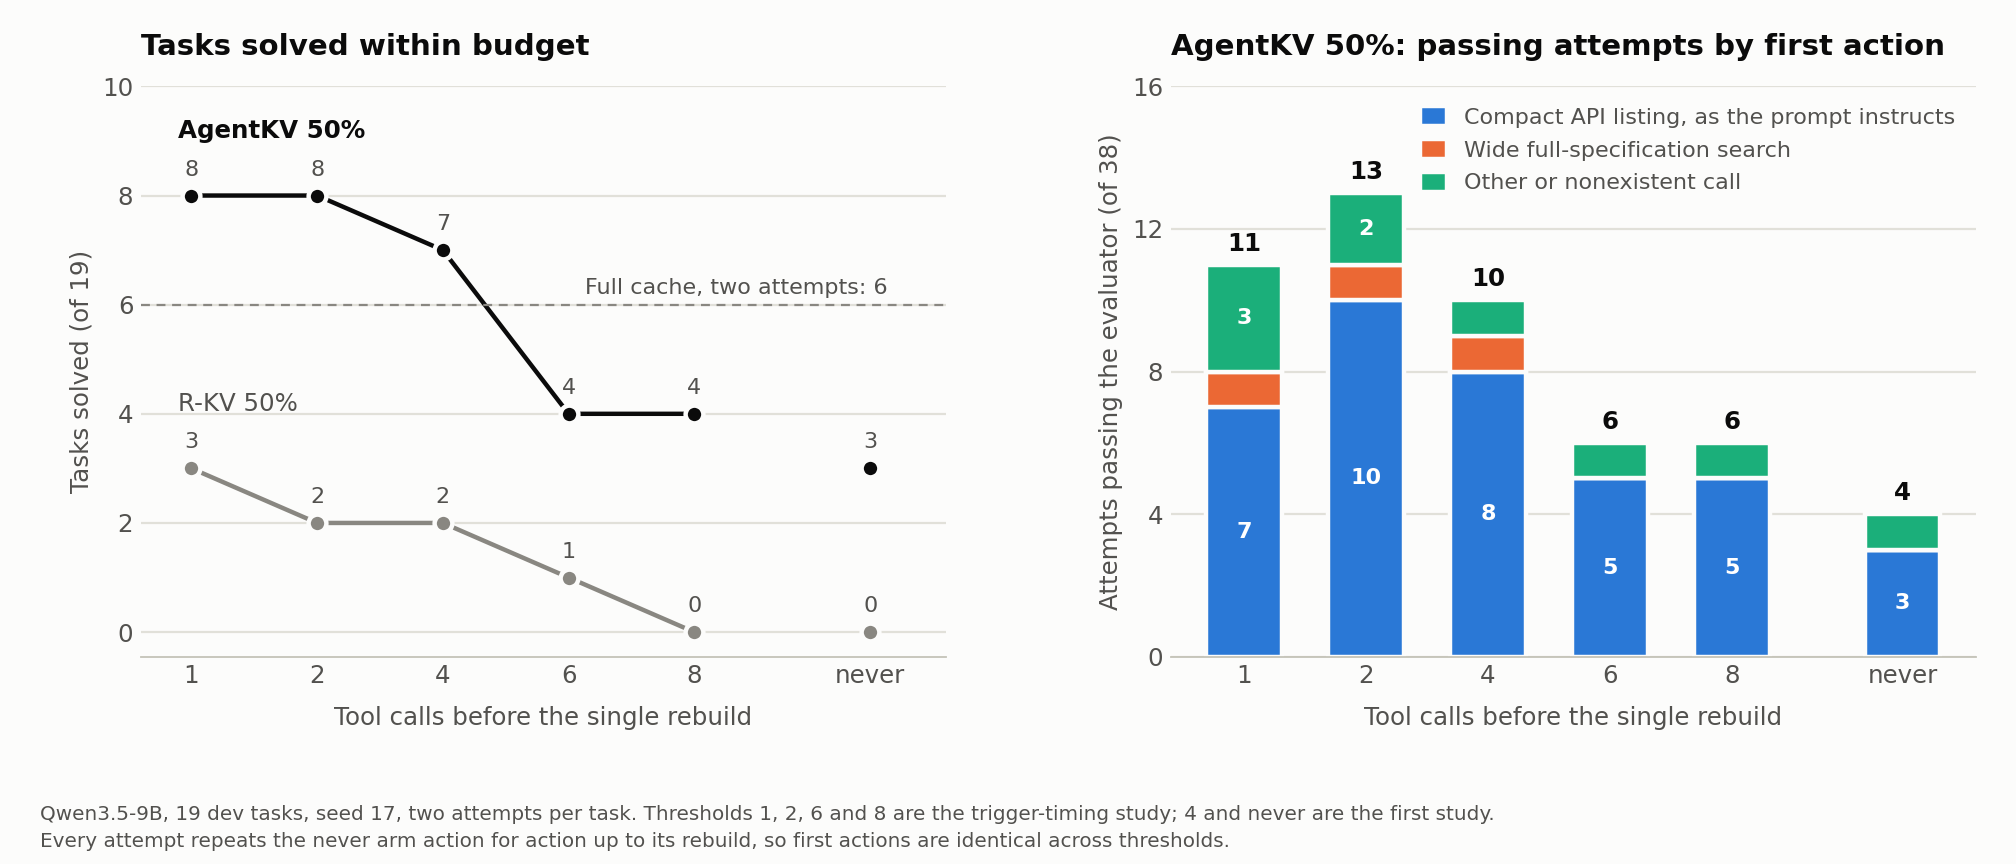 Tasks solved within budget
10
8
6
4
2
0
Tasks solved (of 19)
AgentKV 50%
8
8
7
4
4
3
Full cache, two attempts: 6
R-KV 50%
3
2
2
1
0
0
1
2
4
6
8
never
Tool calls before the single rebuild
AgentKV 50%: passing attempts by first action
16
12
8
4
0
Attempts passing the evaluator (of 38)
Compact API listing, as the prompt instructs
Wide full-specification search
Other or nonexistent call
11
3
7
13
2
10
10
8
6
5
6
5
4
3
1
2
4
6
8
never
Tool calls before the single rebuild
Qwen3.5-9B, 19 dev tasks, seed 17, two attempts per task. Thresholds 1, 2, 6 and 8 are the trigger-timing study; 4 and never are the first study.
Every attempt repeats the never arm action for action up to its rebuild, so first actions are identical across thresholds.